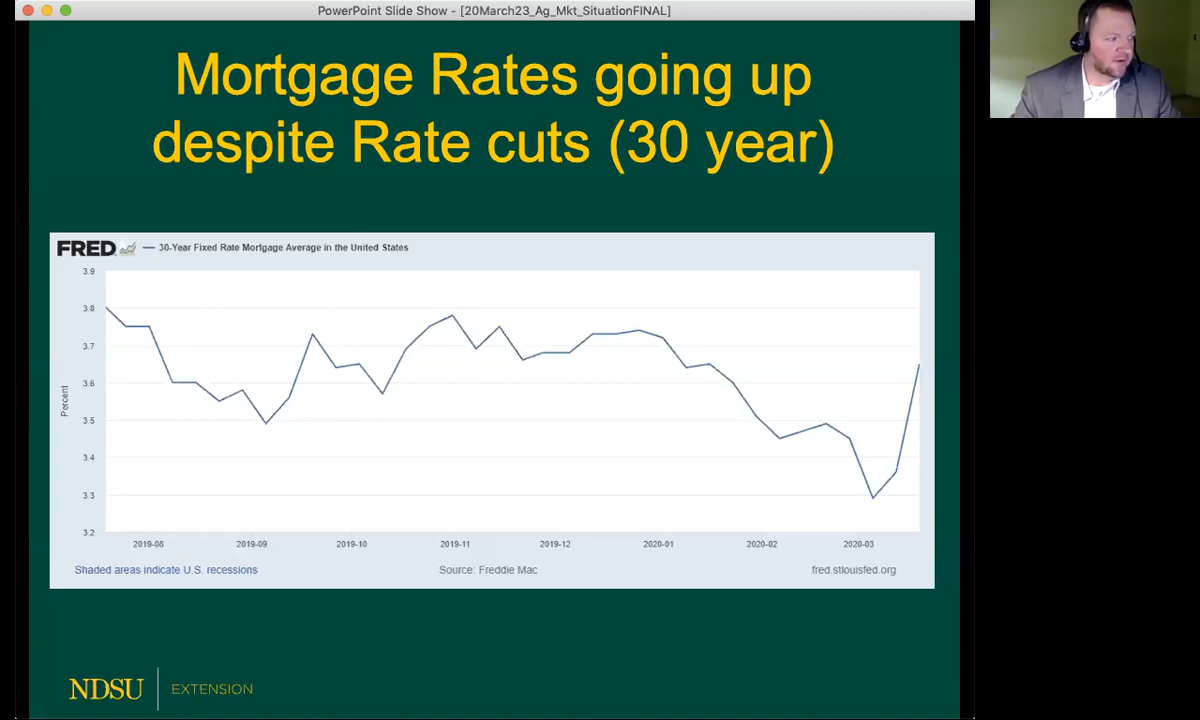 PowerPoint Slide Show - [20March23_Ag_Mkt_SituationFINAL]
Mortgage Rates going up
despite Rate cuts (30 year)
FRED
30-Year Fixed Rate Mortgage Average in the United States
3.9
3.8
3.7
3.6
3.5
3.4
3.3
3.2
Percent
2019-08 2019-09 2019-10 2019-11 2019-12 2020-01 2020-02 2020-03
Shaded areas indicate U.S. recessions Source: Freddie Mac fred.stlouisfed.org
NDSU EXTENSION